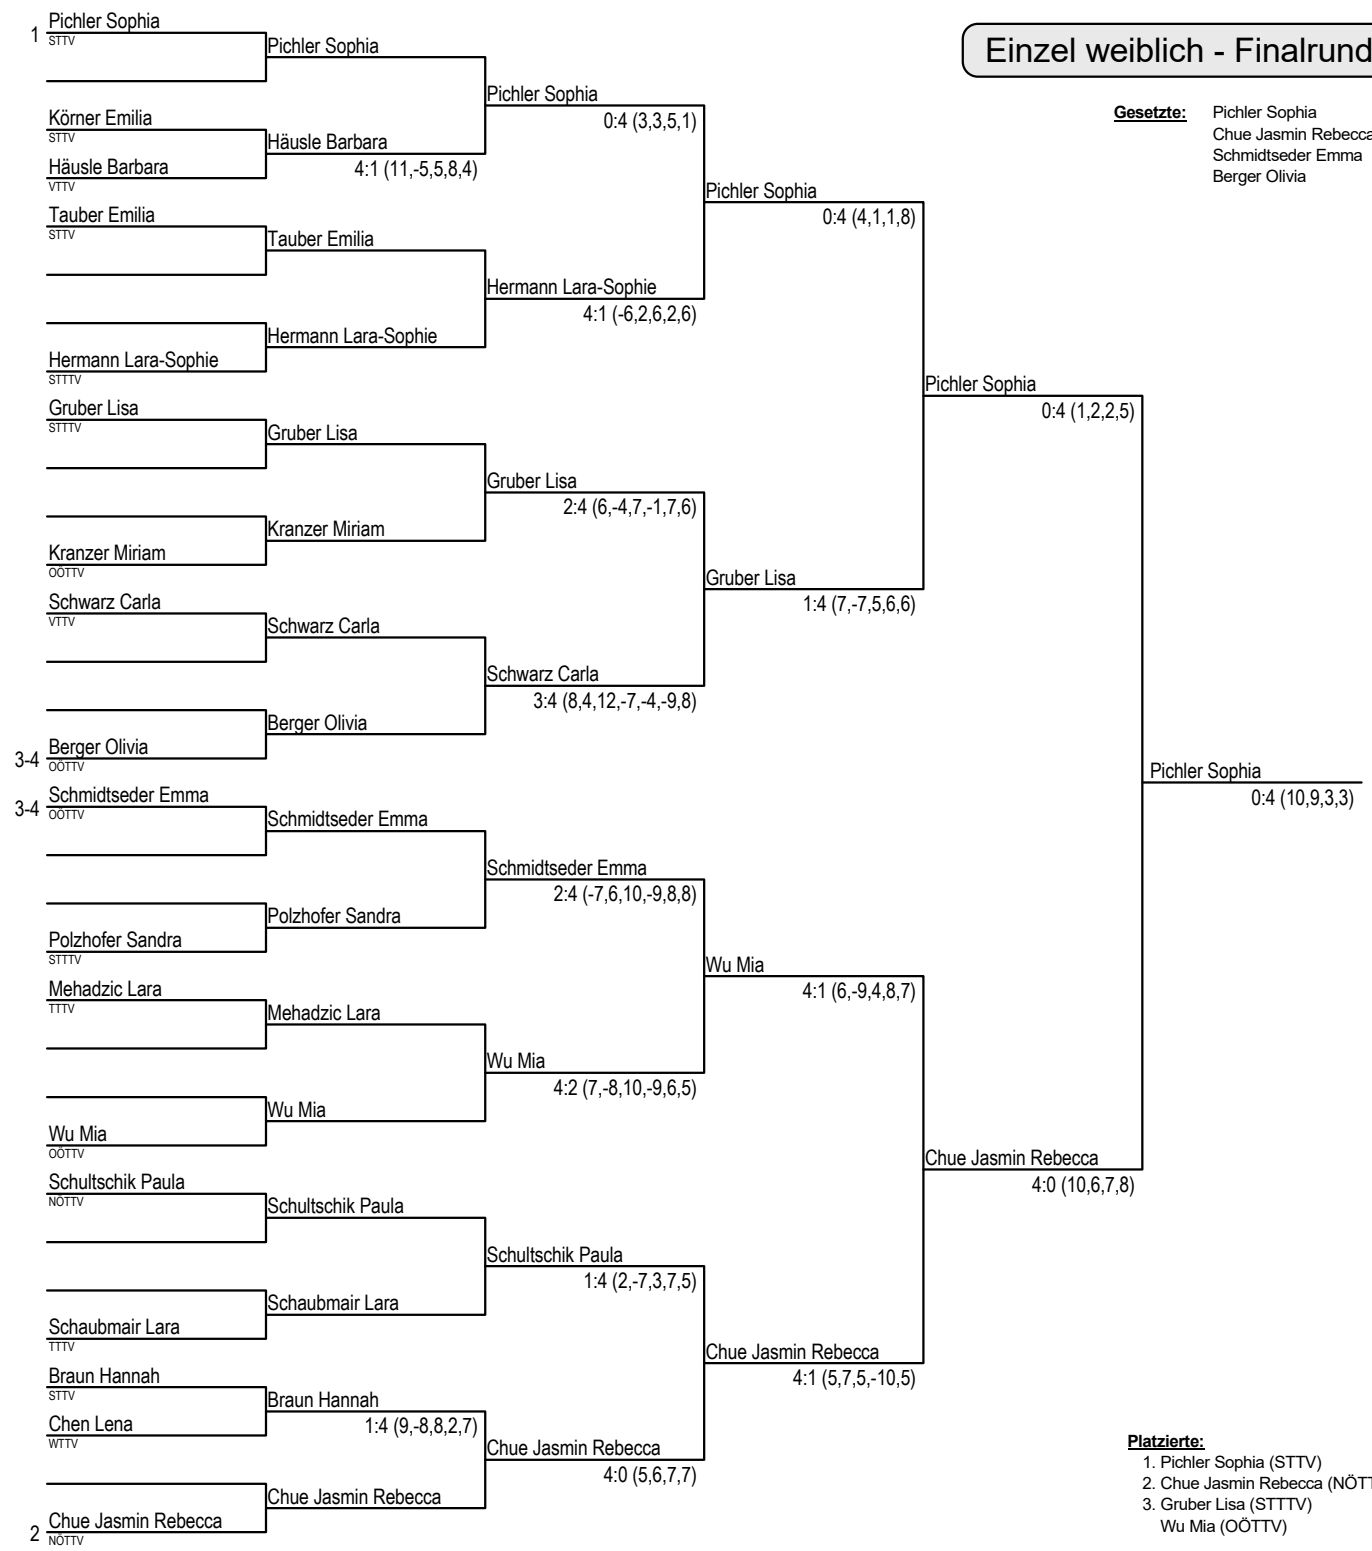 Einzel weiblich - Finalrund
Gesetzte: Pichler Sophia
Chue Jasmin Rebecca
Schmidtseder Emma
Berger Olivia
1 Pichler Sophia
STTV
Körner Emilia
STTV
Häusle Barbara
VTTV
Tauber Emilia
STTV
Hermann Lara-Sophie
STTTV
Gruber Lisa
STTTV
Kranzer Miriam
OÖTTV
Schwarz Carla
VTTV
3-4 Berger Olivia
OÖTTV
3-4 Schmidtseder Emma
OÖTTV
Polzhofer Sandra
STTTV
Mehadzic Lara
TTTV
Wu Mia
OÖTTV
Schultschik Paula
NÖTTV
Schaubmair Lara
TTTV
Braun Hannah
STTV
Chen Lena
WTTV
2 Chue Jasmin Rebecca
NÖTTV
Pichler Sophia
Häusle Barbara
4:1 (11,-5,5,8,4)
Tauber Emilia
Hermann Lara-Sophie
Gruber Lisa
Kranzer Miriam
Schwarz Carla
Berger Olivia
Schmidtseder Emma
Polzhofer Sandra
Mehadzic Lara
Wu Mia
Schultschik Paula
Schaubmair Lara
Braun Hannah
1:4 (9,-8,8,2,7)
Chue Jasmin Rebecca
Pichler Sophia
0:4 (3,3,5,1)
Hermann Lara-Sophie
4:1 (-6,2,6,2,6)
Gruber Lisa
2:4 (6,-4,7,-1,7,6)
Schwarz Carla
3:4 (8,4,12,-7,-4,-9,8)
Schmidtseder Emma
2:4 (-7,6,10,-9,8,8)
Wu Mia
4:2 (7,-8,10,-9,6,5)
Schultschik Paula
1:4 (2,-7,3,7,5)
Chue Jasmin Rebecca
4:0 (5,6,7,7)
Pichler Sophia
0:4 (4,1,1,8)
Gruber Lisa
1:4 (7,-7,5,6,6)
Wu Mia
4:1 (6,-9,4,8,7)
Chue Jasmin Rebecca
4:1 (5,7,5,-10,5)
Pichler Sophia
0:4 (1,2,2,5)
Chue Jasmin Rebecca
4:0 (10,6,7,8)
Pichler Sophia
0:4 (10,9,3,3)
Platzierte:
1. Pichler Sophia (STTV)
2. Chue Jasmin Rebecca (NÖTT
3. Gruber Lisa (STTTV)
Wu Mia (OÖTTV)